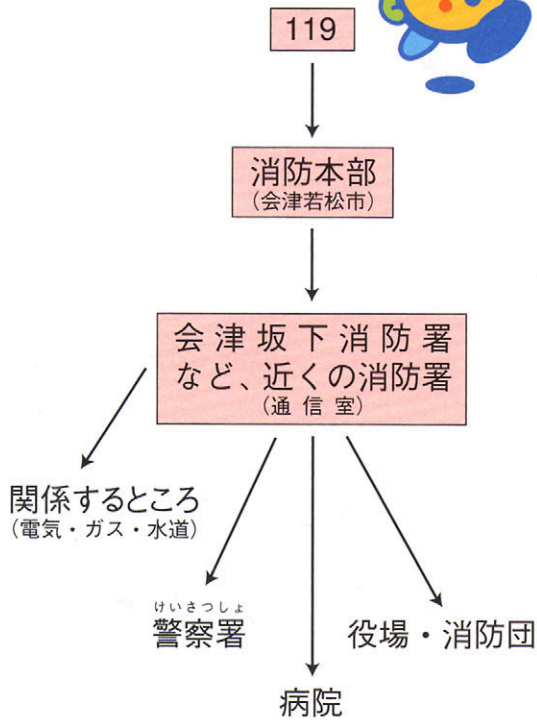 119
消防本部
（会津若松市）
会津坂下消防署
など、近くの消防署
（通信室）
関係するところ
（電気・ガス・水道）
けいさつしょ
警察署
役場・消防団
病院